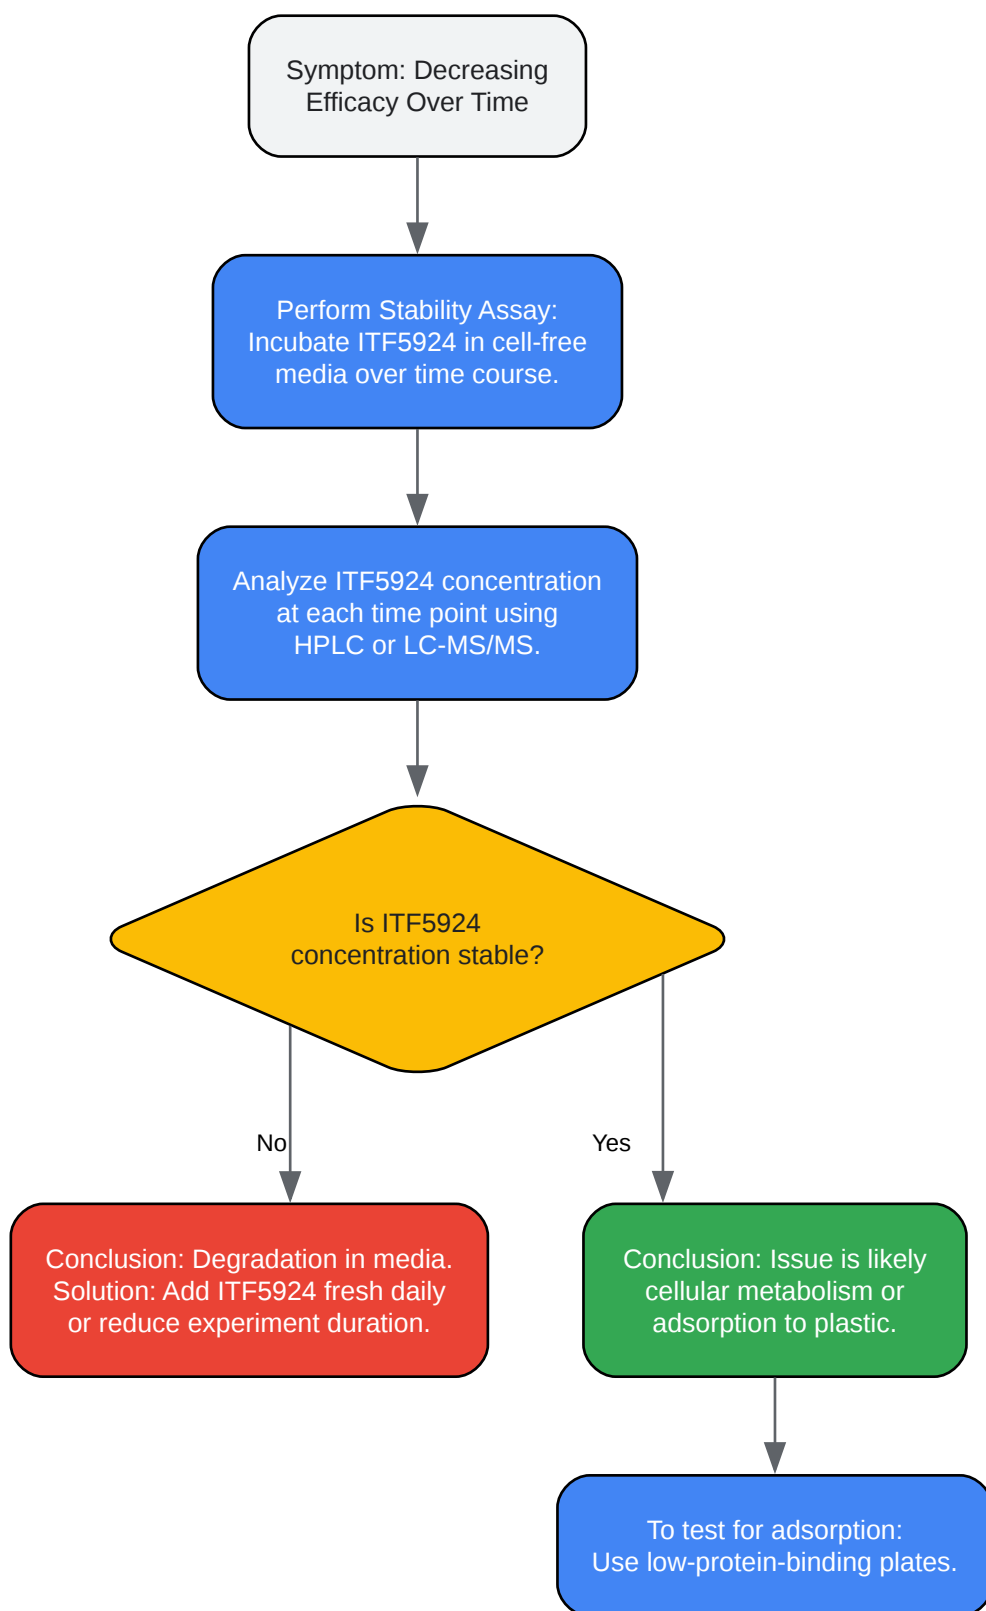 Symptom: Decreasing
Efficacy Over Time
Perform Stability Assay:
Incubate ITF5924 in cell-free
media over time course.
Analyze ITF5924 concentration
at each time point using
HPLC or LC-MS/MS.
Is ITF5924
concentration stable?
No
Yes
Conclusion: Degradation in media.
Solution: Add ITF5924 fresh daily
or reduce experiment duration.
Conclusion: Issue is likely
cellular metabolism or
adsorption to plastic.
To test for adsorption:
Use low-protein-binding plates.